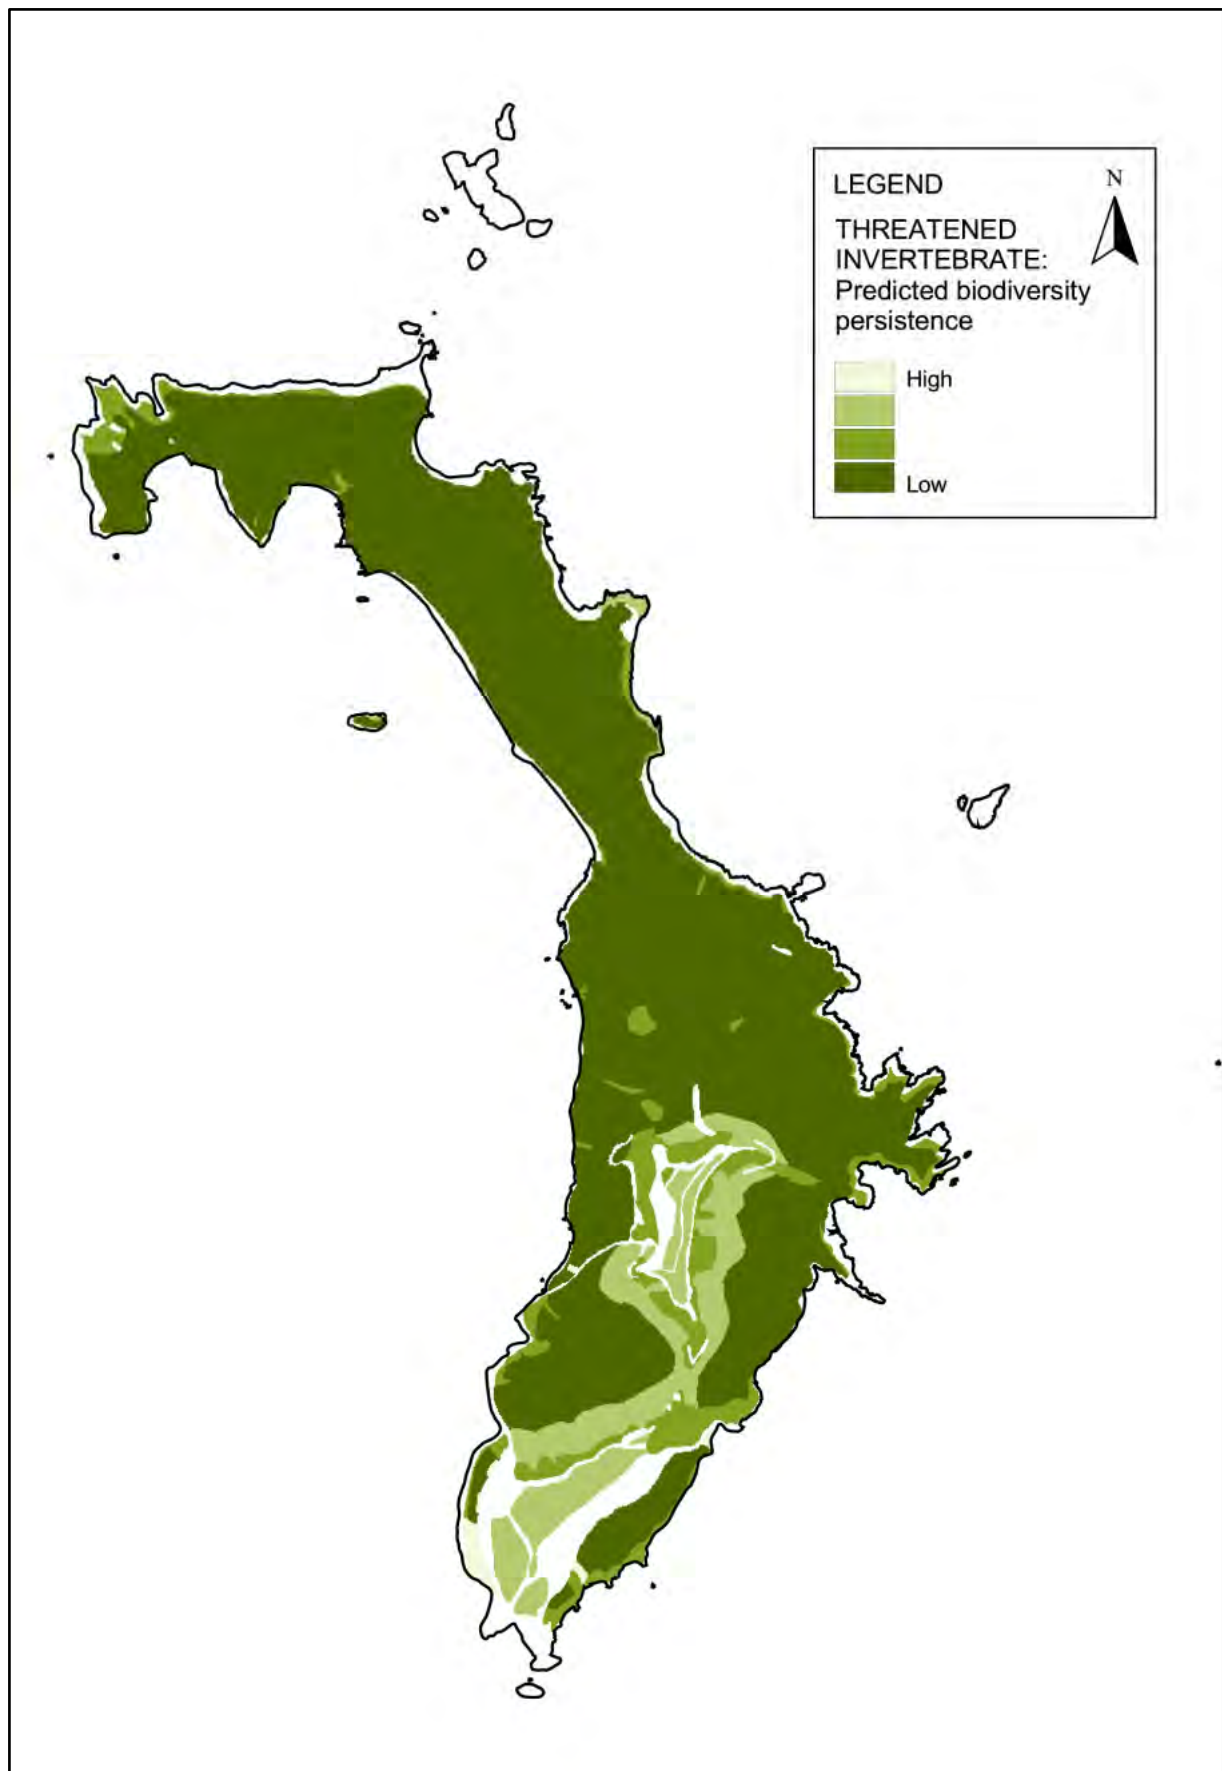 LEGEND
N
THREATENED
INVERTEBRATE:
Predicted biodiversity
persistence
High
Low